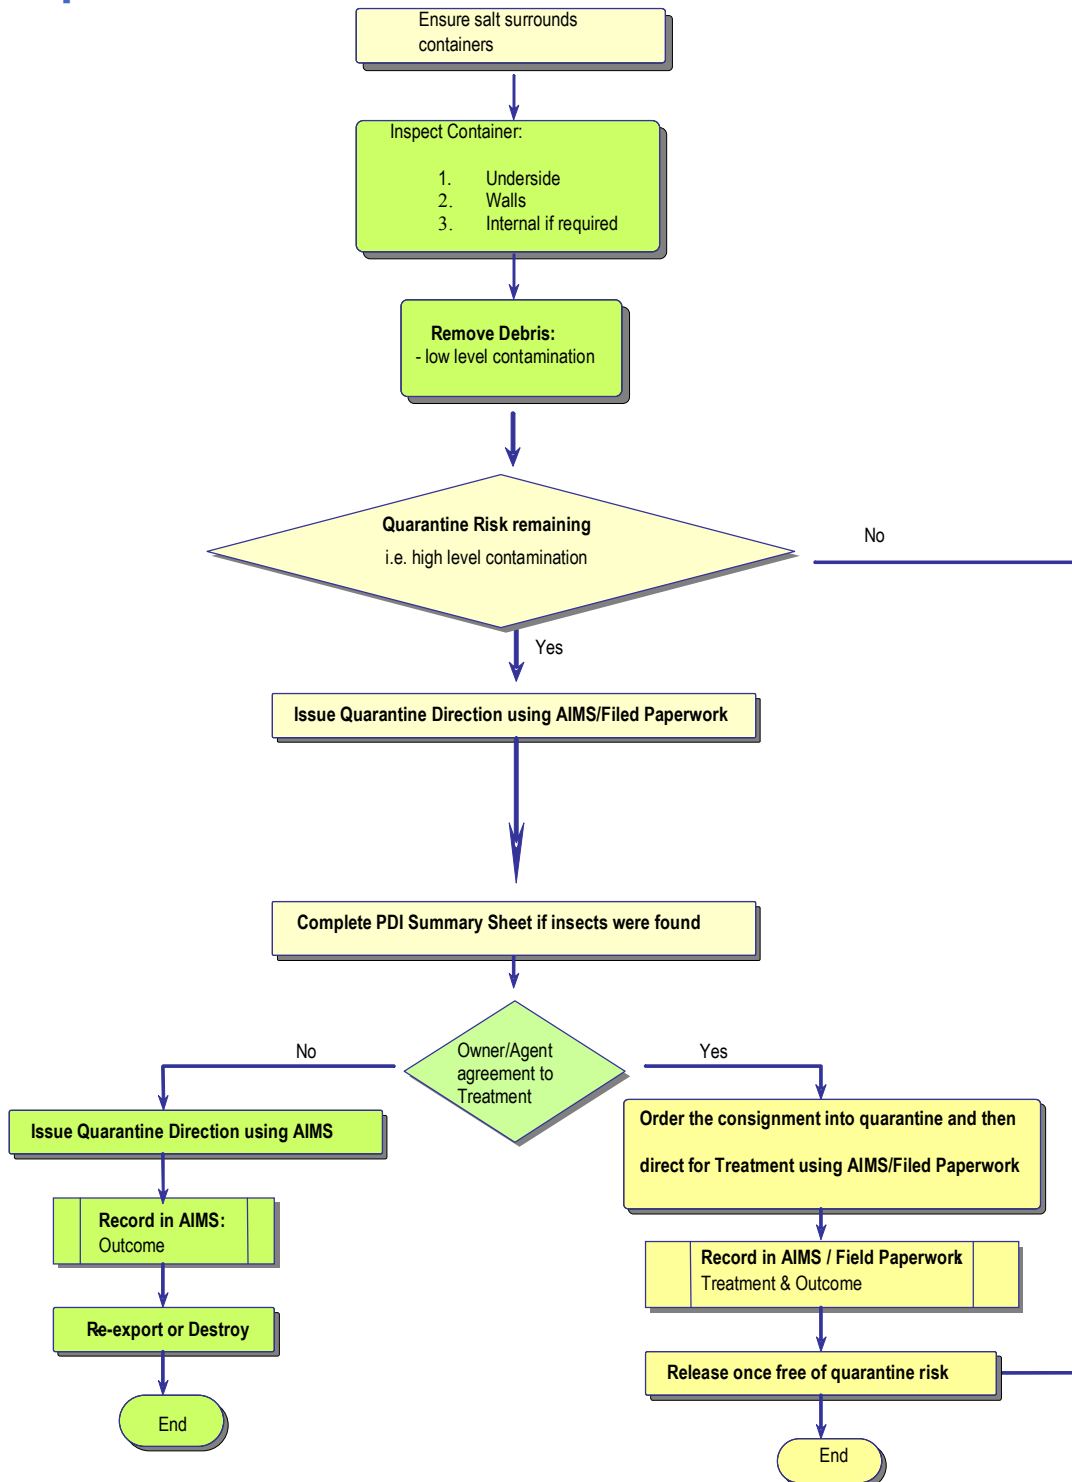 Ensure salt surrounds
containers
Inspect Container:
1. Underside
2. Walls
3. Internal if required
Remove Debris:
- low level contamination
Quarantine Risk remaining
i.e. high level contamination
No
Yes
Issue Quarantine Direction using AIMS/Filed Paperwork
Complete PDI Summary Sheet if insects were found
Owner/Agent
agreement to
Treatment
No
Yes
Issue Quarantine Direction using AIMS
Record in AIMS:
Outcome
Re-export or Destroy
End
Order the consignment into quarantine and then
direct for Treatment using AIMS/Filed Paperwork
Record in AIMS / Field Paperwork:
Treatment & Outcome
Release once free of quarantine risk
End